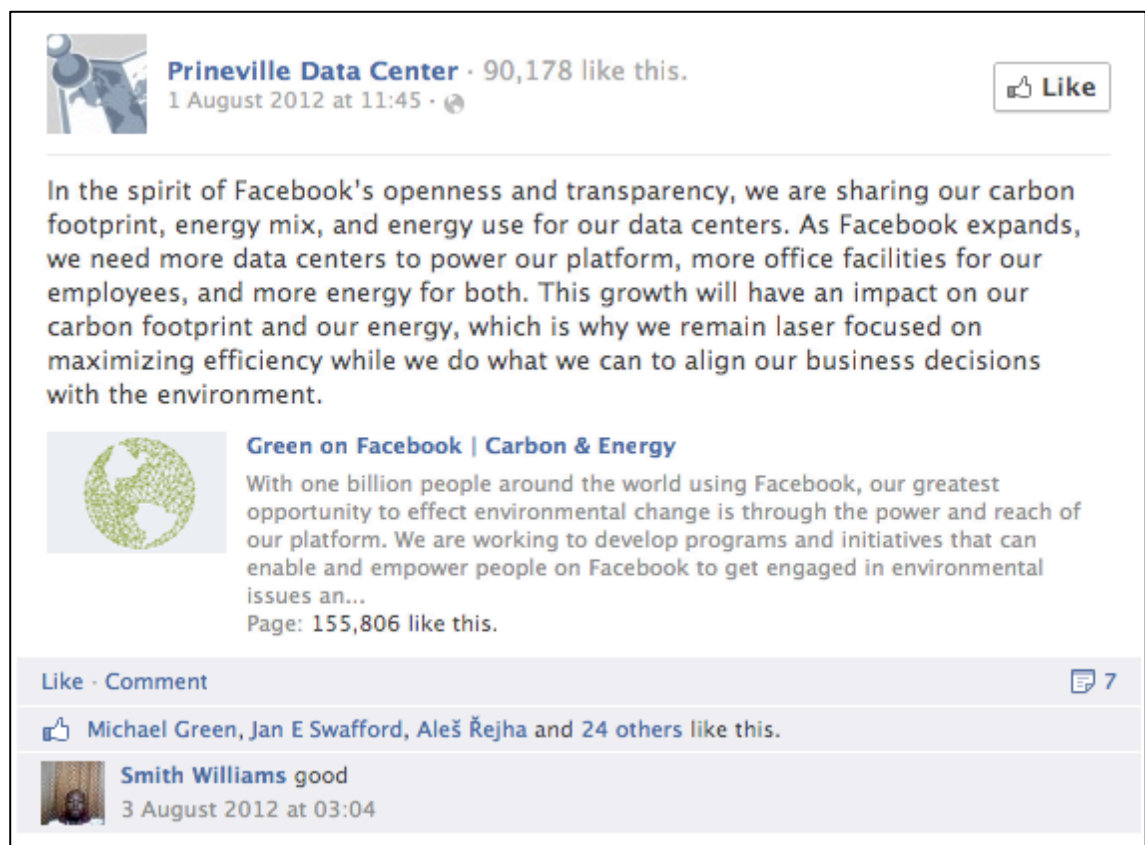 Prineville Data Center · 90,178 like this.
1 August 2012 at 11:45 ·
Like
In the spirit of Facebook's openness and transparency, we are sharing our carbon
footprint, energy mix, and energy use for our data centers. As Facebook expands,
we need more data centers to power our platform, more office facilities for our
employees, and more energy for both. This growth will have an impact on our
carbon footprint and our energy, which is why we remain laser focused on
maximizing efficiency while we do what we can to align our business decisions
with the environment.
Green on Facebook | Carbon & Energy
With one billion people around the world using Facebook, our greatest
opportunity to effect environmental change is through the power and reach of
our platform. We are working to develop programs and initiatives that can
enable and empower people on Facebook to get engaged in environmental
issues an...
Page: 155,806 like this.
Like · Comment
7
Michael Green, Jan E Swafford, Aleš Řejha and 24 others like this.
Smith Williams good
3 August 2012 at 03:04